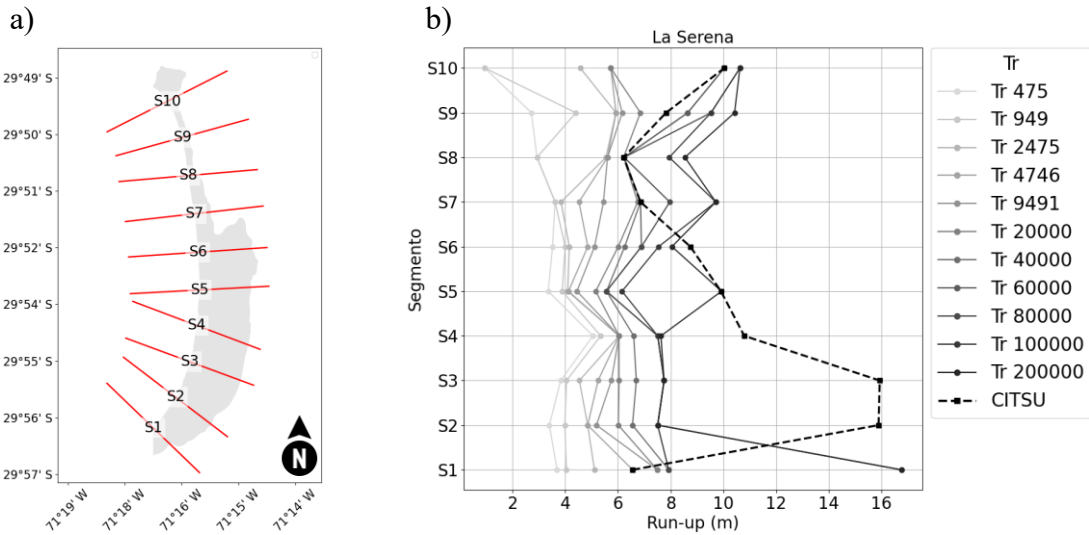 a)
29°49' S
29°50' S
29°51' S
29°52' S
29°54' S
29°55' S
29°56' S
29°57' S
S10
S9
S8
S7
S6
S5
S4
S3
S2
S1
N
71°19' W
71°18' W
71°16' W
71°15' W
71°14' W
b)
La Serena
Segmento
S10
S9
S8
S7
S6
S5
S4
S3
S2
S1
2 4 6 8 10 12 14 16
Run-up (m)
Tr
Tr 475
Tr 949
Tr 2475
Tr 4746
Tr 9491
Tr 20000
Tr 40000
Tr 60000
Tr 80000
Tr 100000
Tr 200000
CITSU